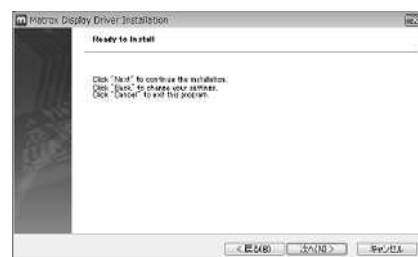 Matrox Display Driver Installation
Ready to Install
Click "Next" to continue the installation.
Click "Back" to change your settings.
Click "Cancel" to exit this program.
< 戻る(B)
次へ(N) >
キャンセル